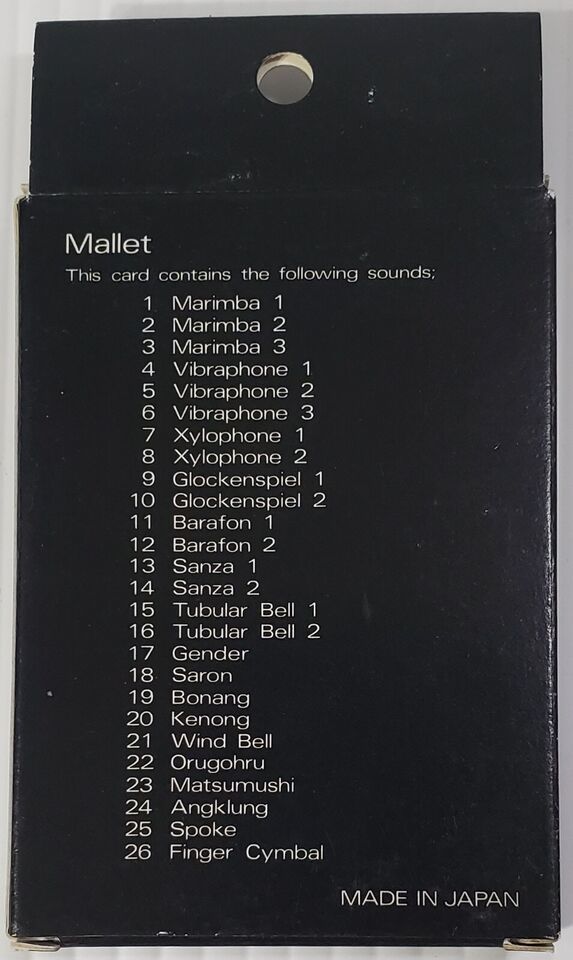 Mallet
This card contains the following sounds;
1 Marimba 1
2 Marimba 2
3 Marimba 3
4 Vibraphone 1
5 Vibraphone 2
6 Vibraphone 3
7 Xylophone 1
8 Xylophone 2
9 Glockenspiel 1
10 Glockenspiel 2
11 Barafon 1
12 Barafon 2
13 Sanza 1
14 Sanza 2
15 Tubular Bell 1
16 Tubular Bell 2
17 Gender
18 Saron
19 Bonang
20 Kenong
21 Wind Bell
22 Orugohru
23 Matsumushi
24 Angklung
25 Spoke
26 Finger Cymbal
MADE IN JAPAN